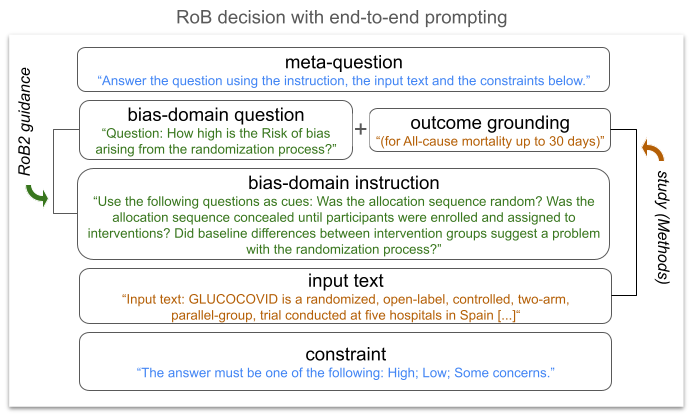 RoB decision with end-to-end prompting
meta-question
“Answer the question using the instruction, the input text and the constraints below.”
RoB2 guidance
bias-domain question
“Question: How high is the Risk of bias
arising from the randomization process?”
+
outcome grounding
“(for All-cause mortality up to 30 days)”
bias-domain instruction
“Use the following questions as cues: Was the allocation sequence random? Was the
allocation sequence concealed until participants were enrolled and assigned to
interventions? Did baseline differences between intervention groups suggest a problem
with the randomization process?”
study (Methods)
input text
“Input text: GLUCOCOVID is a randomized, open-label, controlled, two-arm,
parallel-group, trial conducted at five hospitals in Spain [...]“
constraint
“The answer must be one of the following: High; Low; Some concerns.”